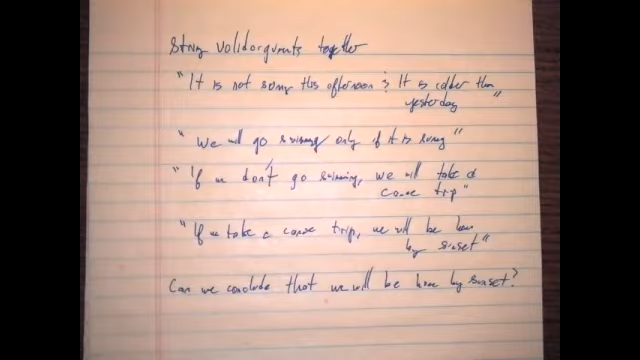 String valid arguments together
"It is not sunny this afternoon & It is colder than
yesterday"
"We will go swimming only if it is sunny"
"If we don't go swimming, we will take a
canoe trip"
"If we take a canoe trip, we will be home
by sunset"
Can we conclude that we will be home by sunset?